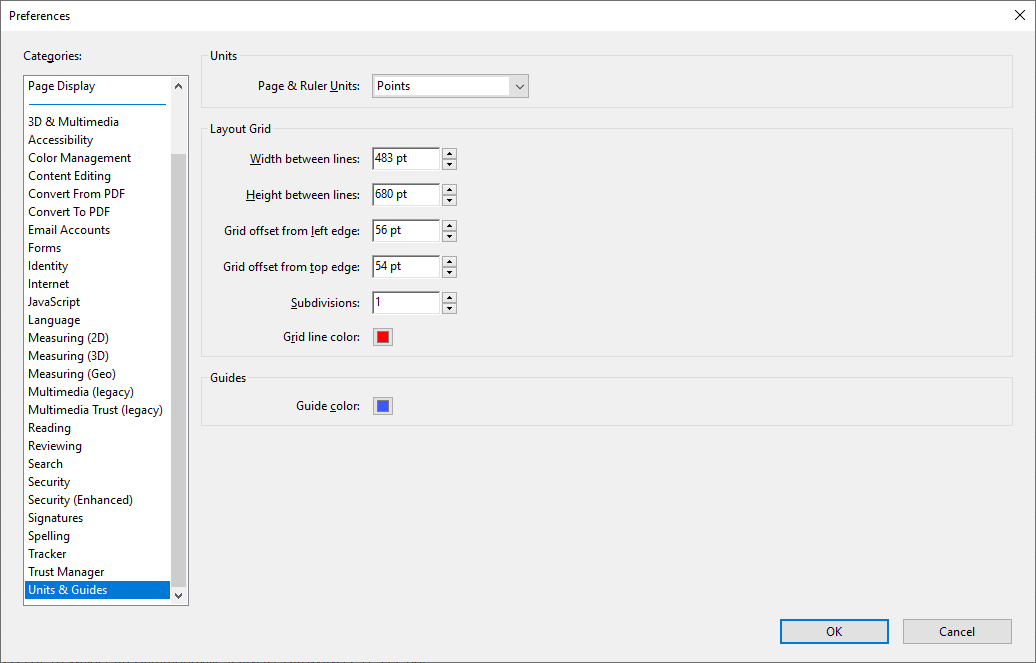 Preferences
Categories:
Page Display
3D & Multimedia
Accessibility
Color Management
Content Editing
Convert From PDF
Convert To PDF
Email Accounts
Forms
Identity
Internet
JavaScript
Language
Measuring (2D)
Measuring (3D)
Measuring (Geo)
Multimedia (legacy)
Multimedia Trust (legacy)
Reading
Reviewing
Search
Security
Security (Enhanced)
Signatures
Spelling
Tracker
Trust Manager
Units & Guides
Units
Page & Ruler Units: Points
Layout Grid
Width between lines: 483 pt
Height between lines: 680 pt
Grid offset from left edge: 56 pt
Grid offset from top edge: 54 pt
Subdivisions: 1
Grid line color:
Guides
Guide color:
OK Cancel